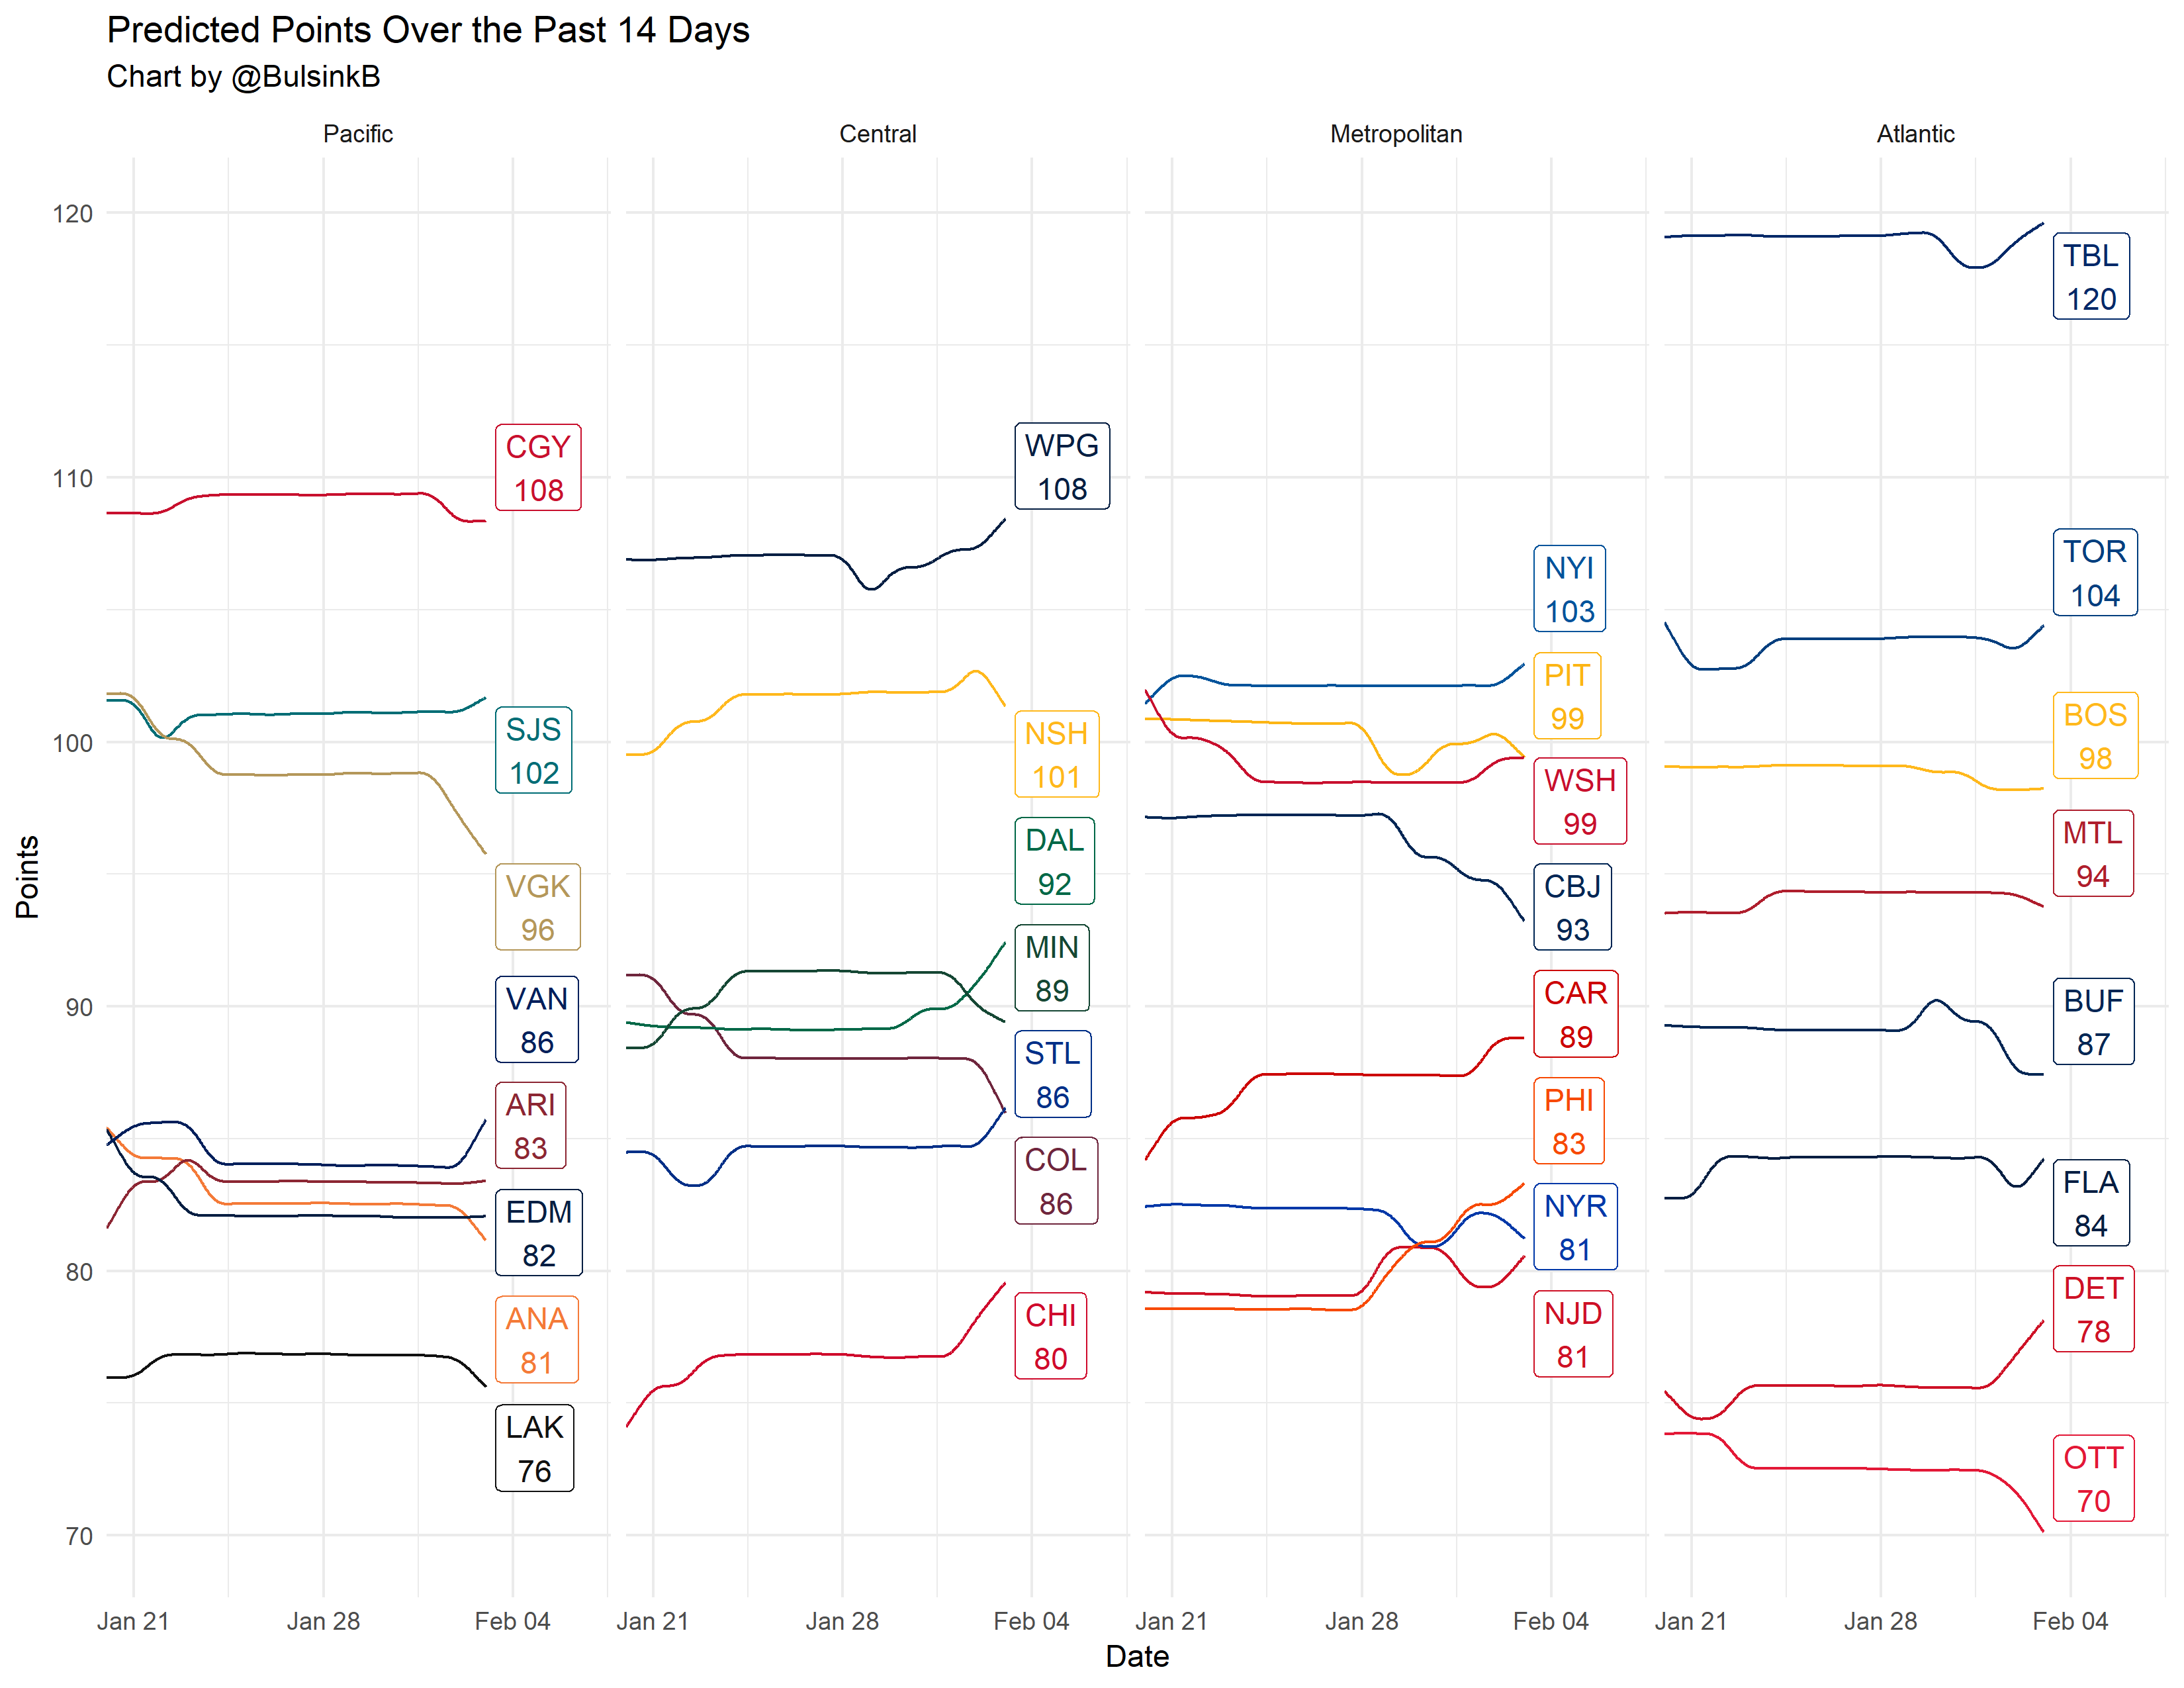 Predicted Points Over the Past 14 Days
Chart by @BulsinkB
Pacific
Central
Metropolitan
Atlantic
Points
120
110
100
90
80
70
CGY
108
SJS
102
VGK
96
VAN
86
ARI
83
EDM
82
ANA
81
LAK
76
WPG
108
NSH
101
DAL
92
MIN
89
STL
86
COL
86
CHI
80
NYI
103
PIT
99
WSH
99
CBJ
93
CAR
89
PHI
83
NYR
81
NJD
81
TBL
120
TOR
104
BOS
98
MTL
94
BUF
87
FLA
84
DET
78
OTT
70
Jan 21 Jan 28 Feb 04
Jan 21 Jan 28 Feb 04
Jan 21 Jan 28 Feb 04
Jan 21 Jan 28 Feb 04
Date